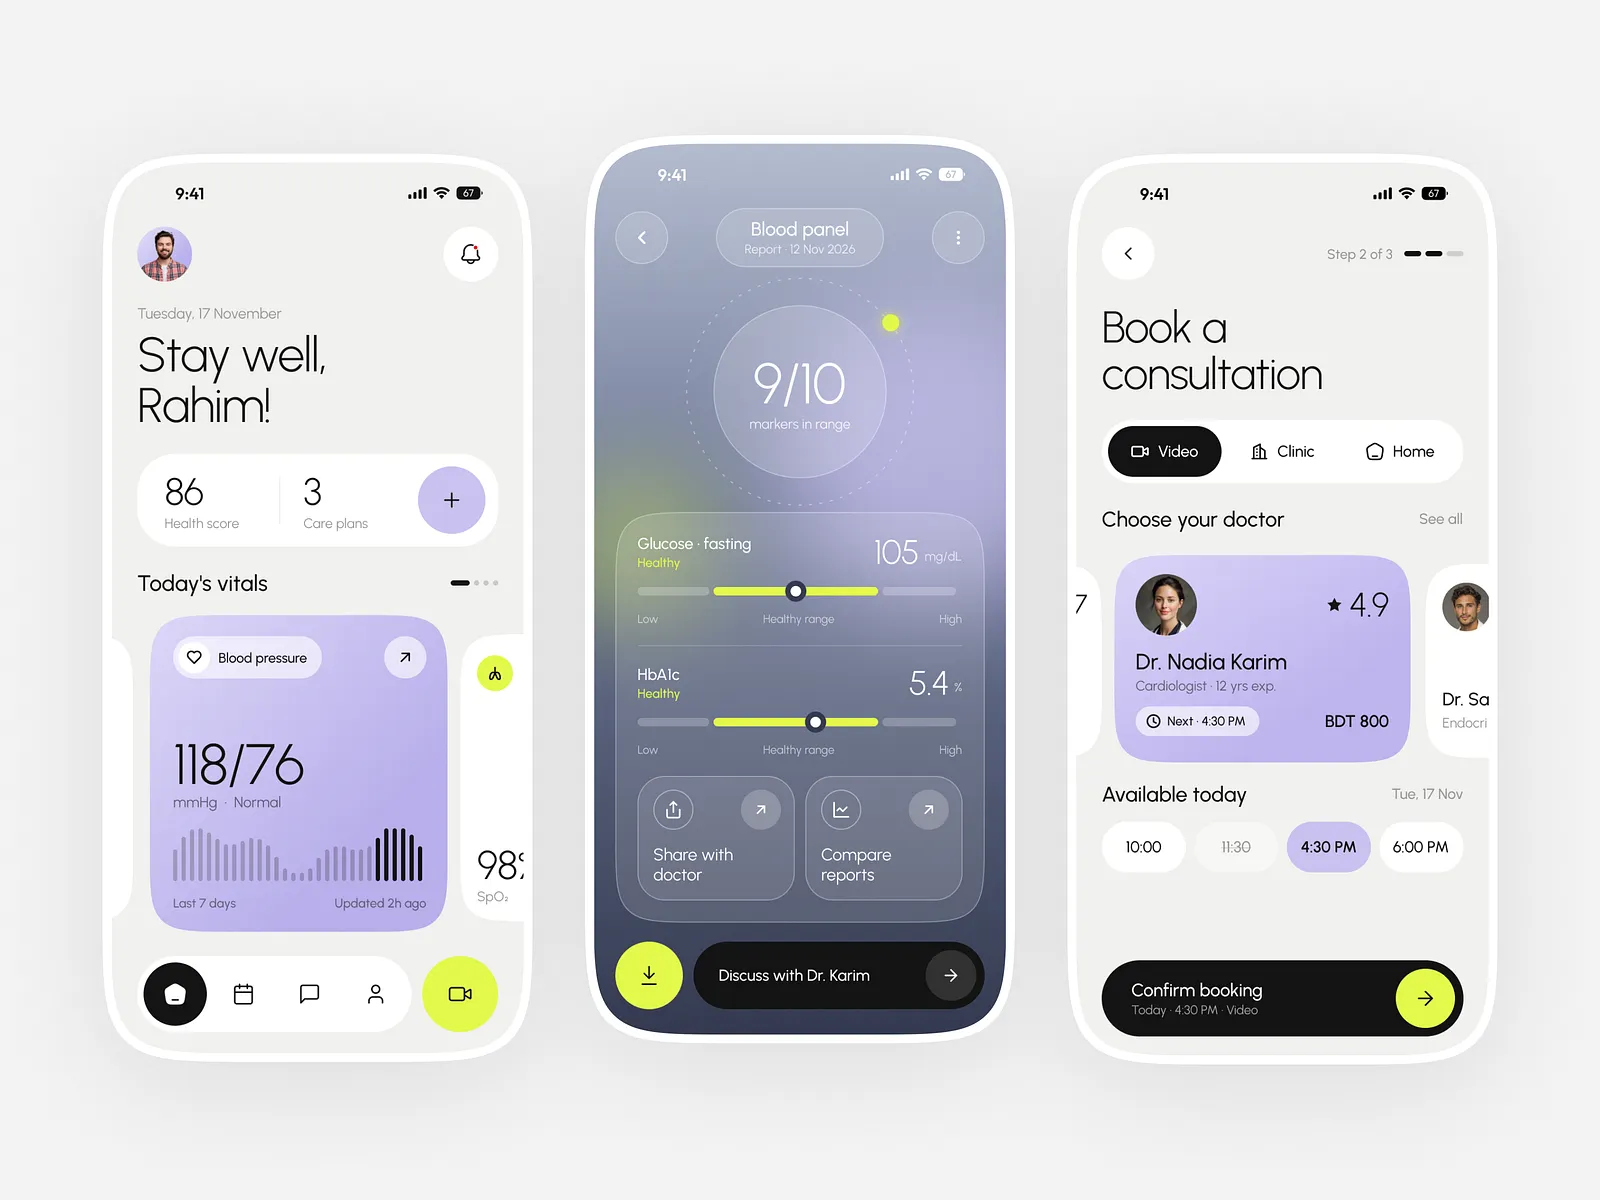 9:41
67
Tuesday, 17 November
Stay well,
Rahim!
86
Health score
3
Care plans
Today's vitals
Blood pressure
118/76
mmHg · Normal
Last 7 days
Updated 2h ago
98%
SpO₂
9:41
67
Blood panel
Report · 12 Nov 2026
9/10
markers in range
Glucose · fasting
105 mg/dL
Healthy
Low
Healthy range
High
HbA1c
5.4 %
Healthy
Low
Healthy range
High
Share with
doctor
Compare
reports
Discuss with Dr. Karim
9:41
67
Step 2 of 3
Book a
consultation
Video
Clinic
Home
Choose your doctor
See all
7
4.9
Dr. Nadia Karim
Cardiologist · 12 yrs exp.
Next · 4:30 PM
BDT 800
Dr. Sa
Endocri
Available today
Tue, 17 Nov
10:00
11:30
4:30 PM
6:00 PM
Confirm booking
Today · 4:30 PM · Video